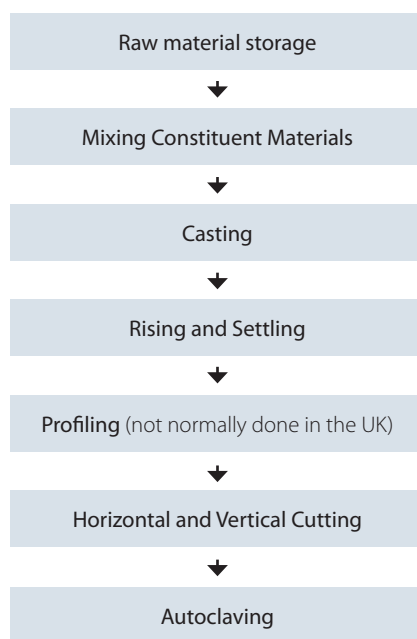 Raw material storage
Mixing Constituent Materials
Casting
Rising and Settling
Profiling (not normally done in the UK)
Horizontal and Vertical Cutting
Autoclaving